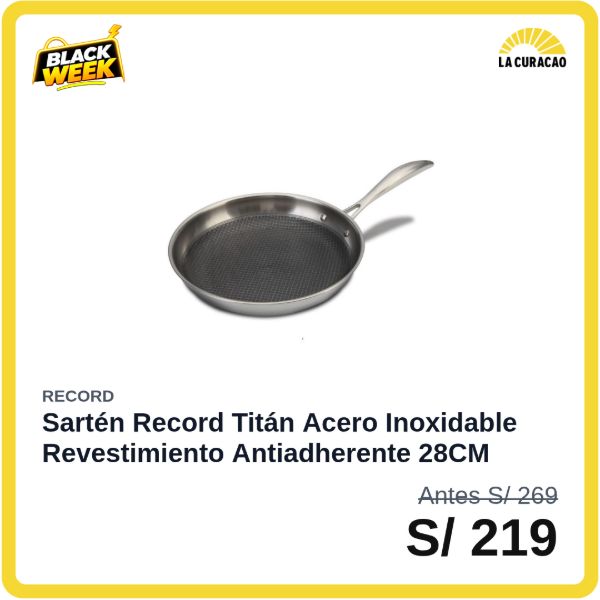 BLACK
WEEK
LA CURACAO
RECORD
Sartén Record Titán Acero Inoxidable
Revestimiento Antiadherente 28CM
Antes S/ 269
S/ 219